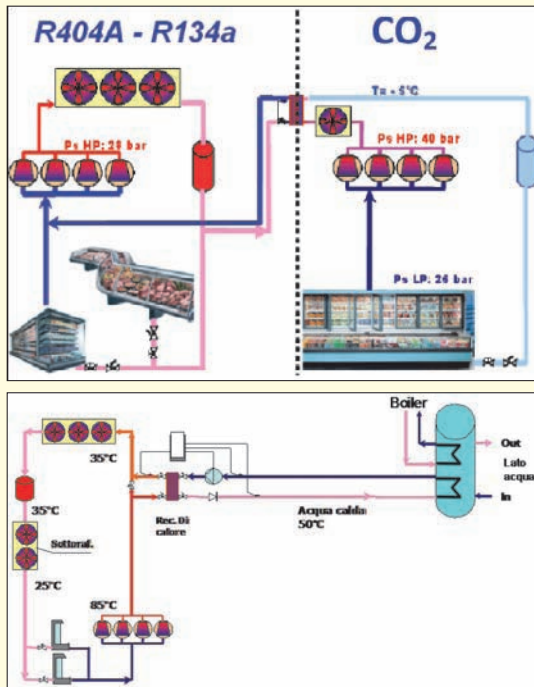 R404A - R134a
CO₂
Ps HP: 28 bar
Ps HP: 40 bar
Ps LP: 26 bar
Boiler
Out
Lato
acqua
In
35°C
35°C
Rec. Di
calore
Acqua calda:
50°C
Sottoraf.
25°C
85°C